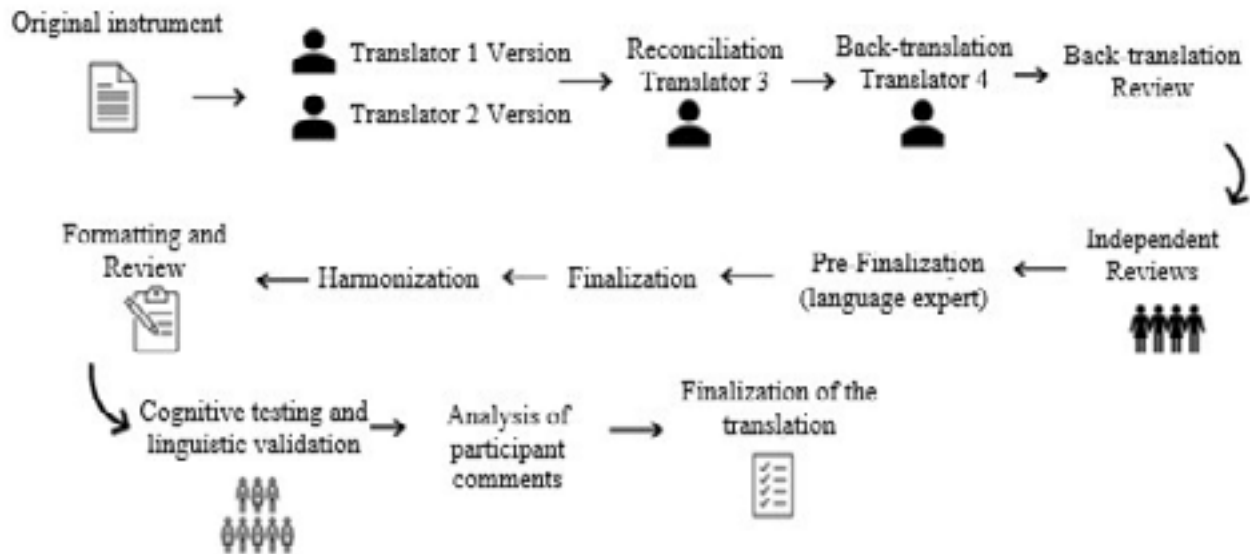 Original instrument
Translator 1 Version
Translator 2 Version
Reconciliation
Translator 3
Back-translation
Translator 4
Back-translation
Review
Independent
Reviews
Pre-Finalization
(language expert)
Finalization
Harmonization
Formatting and
Review
Cognitive testing and
linguistic validation
Analysis of
participant
comments
Finalization of the
translation